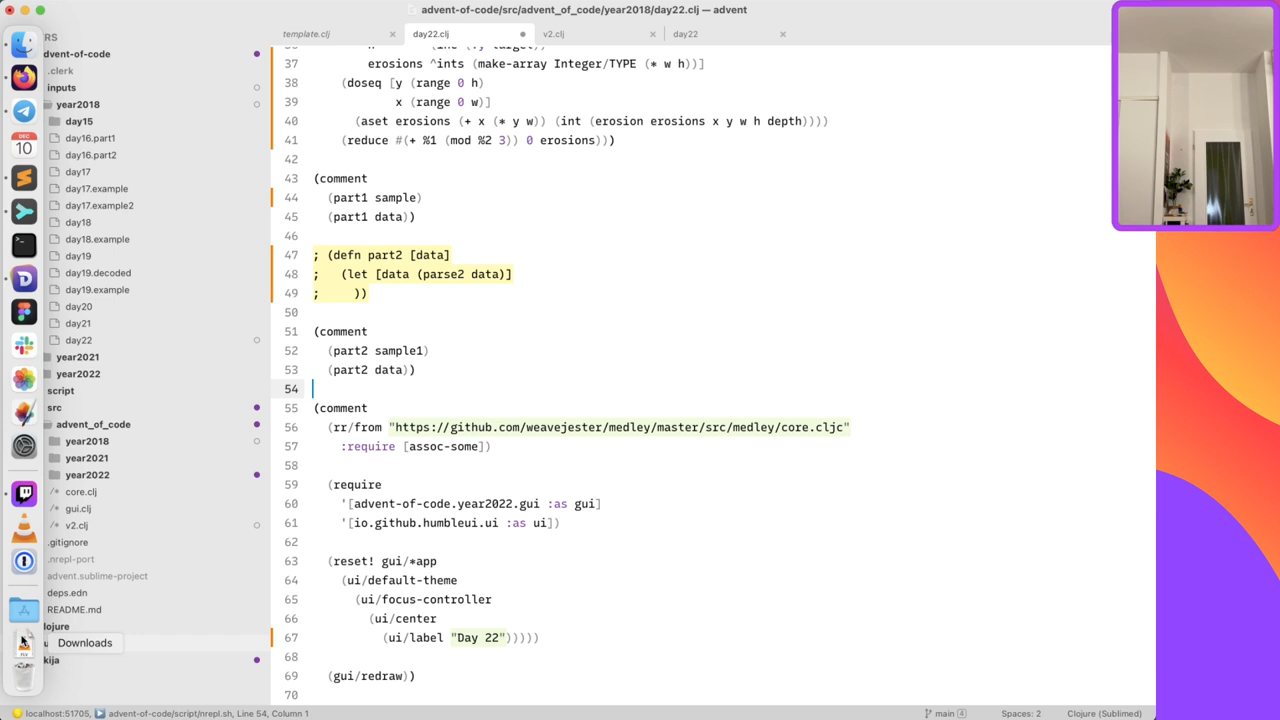 advent-of-code/src/advent_of_code/year2018/day22.clj — advent
template.clj
day22.clj
v2.clj
day22
RS
dvent-of-code
.clerk
inputs
year2018
day15
day16.part1
day16.part2
day17
day17.example
day17.example2
day18
day18.example
day19
day19.decoded
day19.example
day20
day21
day22
year2021
year2022
script
src
advent_of_code
year2018
year2021
year2022
/* core.clj
gui.clj
/* v2.clj
.gitignore
.nrepl-port
advent.sublime-project
deps.edn
README.md
lojure
kija
Downloads
DEC
10
FLV
37 erosions ^ints (make-array Integer/TYPE (* w h))]
38 (doseq [y (range 0 h)
39 x (range 0 w)]
40 (aset erosions (+ x (* y w)) (int (erosion erosions x y w h depth))))
41 (reduce #(+ %1 (mod %2 3)) 0 erosions)))
42
43 (comment
44 (part1 sample)
45 (part1 data))
46
47 ; (defn part2 [data]
48 ; (let [data (parse2 data)]
49 ; ))
50
51 (comment
52 (part2 sample1)
53 (part2 data))
54
55 (comment
56 (rr/from "https://github.com/weavejester/medley/master/src/medley/core.cljc"
57 :require [assoc-some])
58
59 (require
60 '[advent-of-code.year2022.gui :as gui]
61 '[io.github.humbleui.ui :as ui])
62
63 (reset! gui/*app
64 (ui/default-theme
65 (ui/focus-controller
66 (ui/center
67 (ui/label "Day 22")))))
68
69 (gui/redraw))
70
localhost:51705, advent-of-code/script/nrepl.sh, Line 54, Column 1
main 4
Spaces: 2
Clojure (Sublimed)